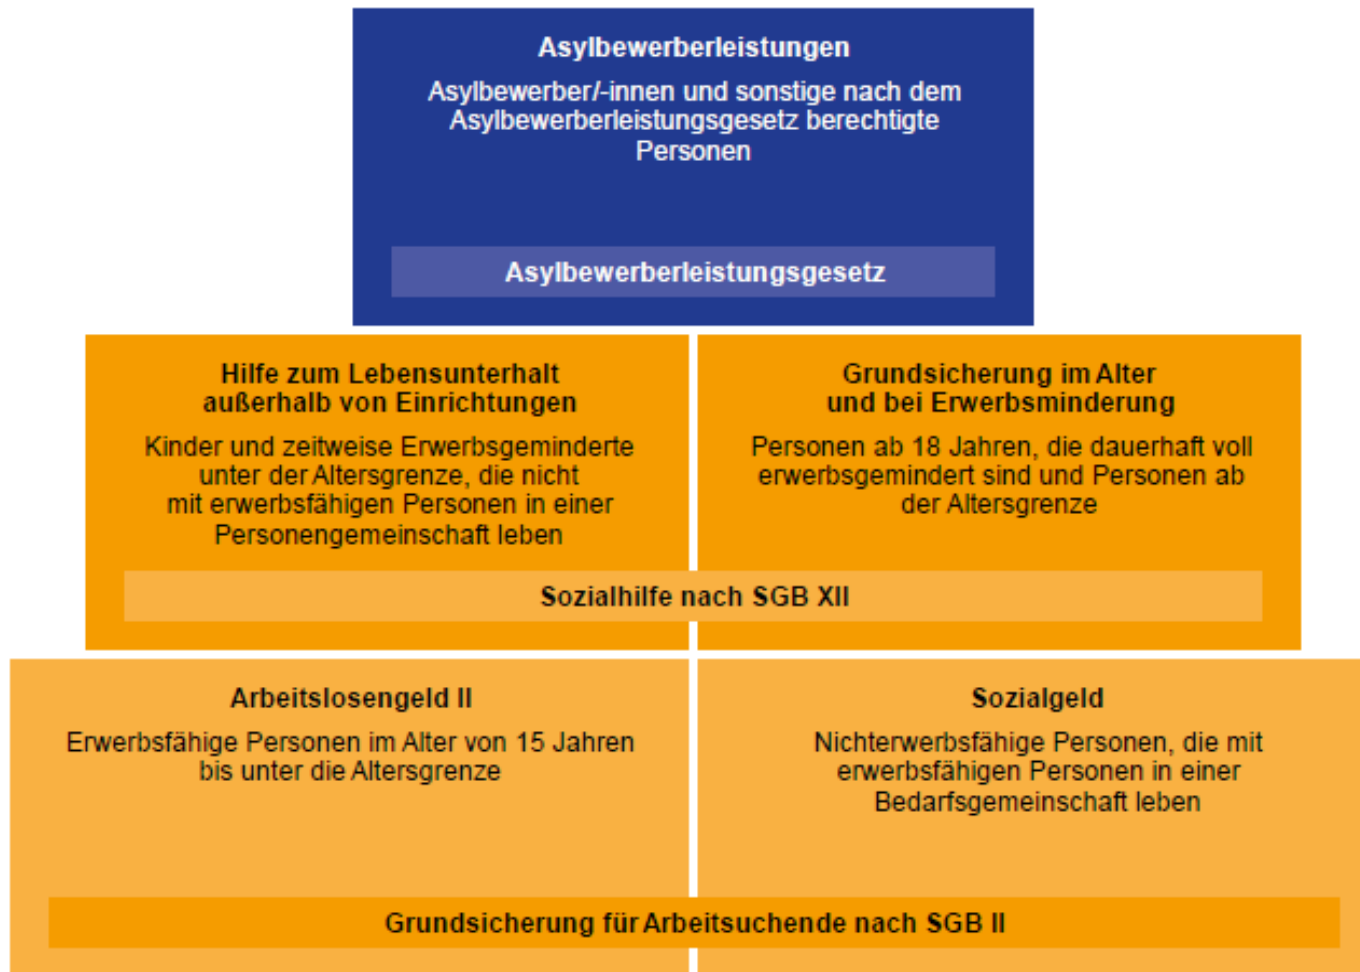 Asylbewerberleistungen
Asylbewerber/-innen und sonstige nach dem
Asylbewerberleistungsgesetz berechtigte
Personen
Asylbewerberleistungsgesetz
Hilfe zum Lebensunterhalt
außerhalb von Einrichtungen
Kinder und zeitweise Erwerbsgeminderte
unter der Altersgrenze, die nicht
mit erwerbsfähigen Personen in einer
Personengemeinschaft leben
Grundsicherung im Alter
und bei Erwerbsminderung
Personen ab 18 Jahren, die dauerhaft voll
erwerbsgemindert sind und Personen ab
der Altersgrenze
Sozialhilfe nach SGB XII
Arbeitslosengeld II
Erwerbsfähige Personen im Alter von 15 Jahren
bis unter die Altersgrenze
Sozialgeld
Nichterwerbsfähige Personen, die mit
erwerbsfähigen Personen in einer
Bedarfsgemeinschaft leben
Grundsicherung für Arbeitsuchende nach SGB II